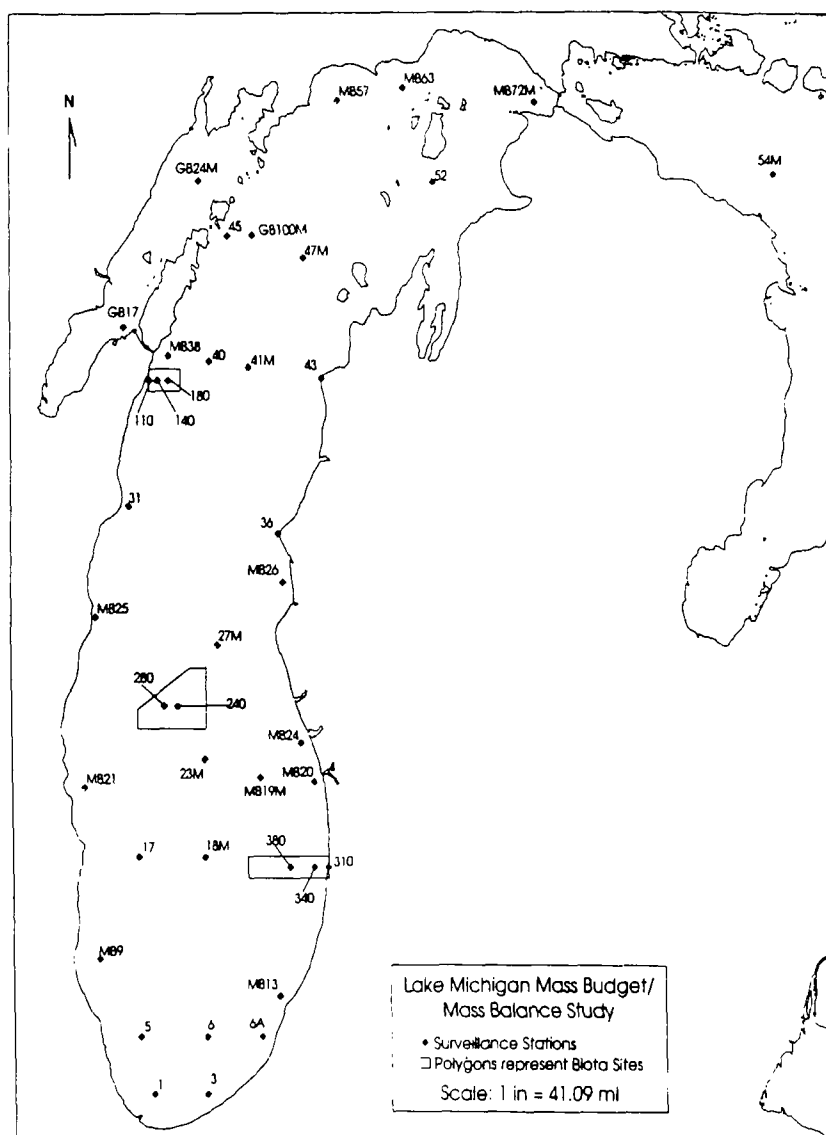 MB63
MB57
MB72M
N
GB24M
54M
52
45
GB100M
47M
GB17
MB38
40
41M
43
180
110
140
31
36
MB26
MB25
27M
280
240
MB24
23M
MB20
MB21
MB19M
380
17
18M
310
340
MB9
MB13
5
6
6A
1
3
Lake Michigan Mass Budget/
Mass Balance Study
Surveillance Stations
Polygons represent Biota Sites
Scale: 1 in = 41.09 mi